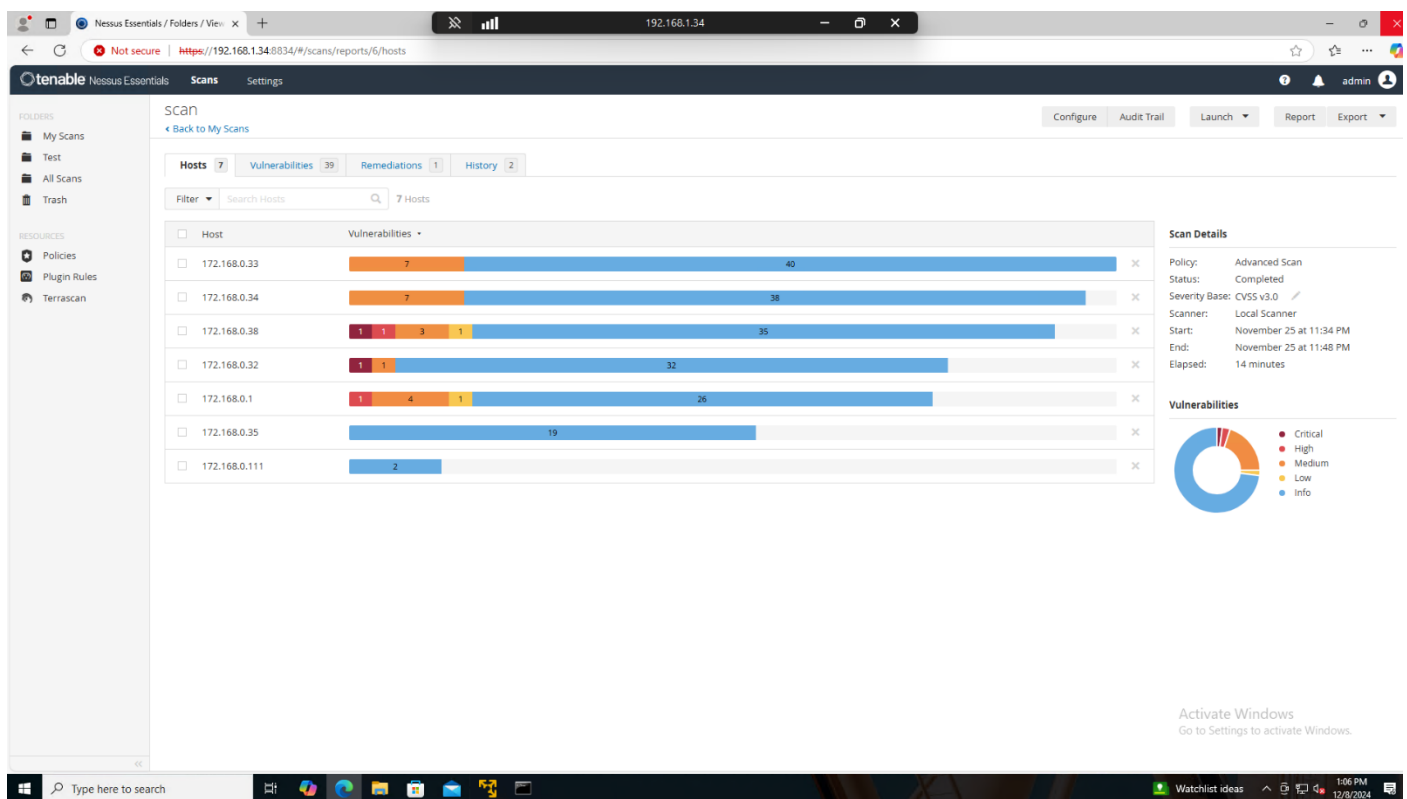 Nessus Essentials / Folders / View
192.168.1.34
Not secure https://192.168.1.34:8834/#/scans/reports/6/hosts
tenable Nessus Essentials Scans Settings admin
FOLDERS
My Scans
Test
All Scans
Trash
RESOURCES
Policies
Plugin Rules
Terrascan
scan
Back to My Scans
Configure Audit Trail Launch Report Export
Hosts 7 Vulnerabilities 39 Remediations 1 History 2
Filter Search Hosts 7 Hosts
Host Vulnerabilities
172.168.0.33 7 40
172.168.0.34 7 38
172.168.0.38 1 1 3 1 35
172.168.0.32 1 1 32
172.168.0.1 1 4 1 26
172.168.0.35 19
172.168.0.111 2
Scan Details
Policy: Advanced Scan
Status: Completed
Severity Base: CVSS v3.0
Scanner: Local Scanner
Start: November 25 at 11:34 PM
End: November 25 at 11:48 PM
Elapsed: 14 minutes
Vulnerabilities
Critical
High
Medium
Low
Info
Activate Windows
Go to Settings to activate Windows.
Type here to search
Watchlist ideas
1:06 PM
12/8/2024